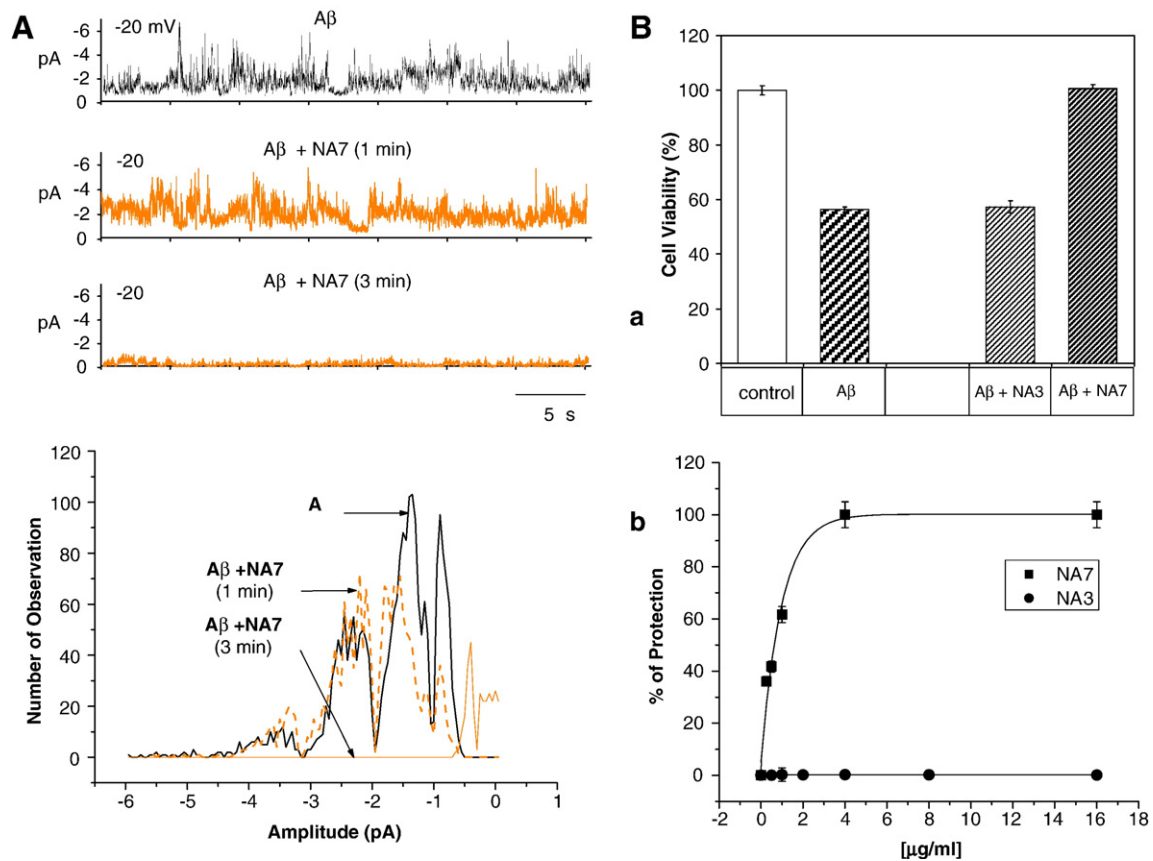 A
-20 mV
Aβ
pA
-6
-4
-2
0
-20
Aβ + NA7 (1 min)
pA
-6
-4
-2
0
-20
Aβ + NA7 (3 min)
pA
-6
-4
-2
0
5 s
Number of Observation
120
100
80
60
40
20
0
A
Aβ +NA7
(1 min)
Aβ +NA7
(3 min)
-6 -5 -4 -3 -2 -1 0 1
Amplitude (pA)
B
a
Cell Viability (%)
120
100
80
60
40
20
0
control Aβ Aβ + NA3 Aβ + NA7
b
% of Protection
120
100
80
60
40
20
0
NA7
NA3
-2 0 2 4 6 8 10 12 14 16 18
[μg/ml]